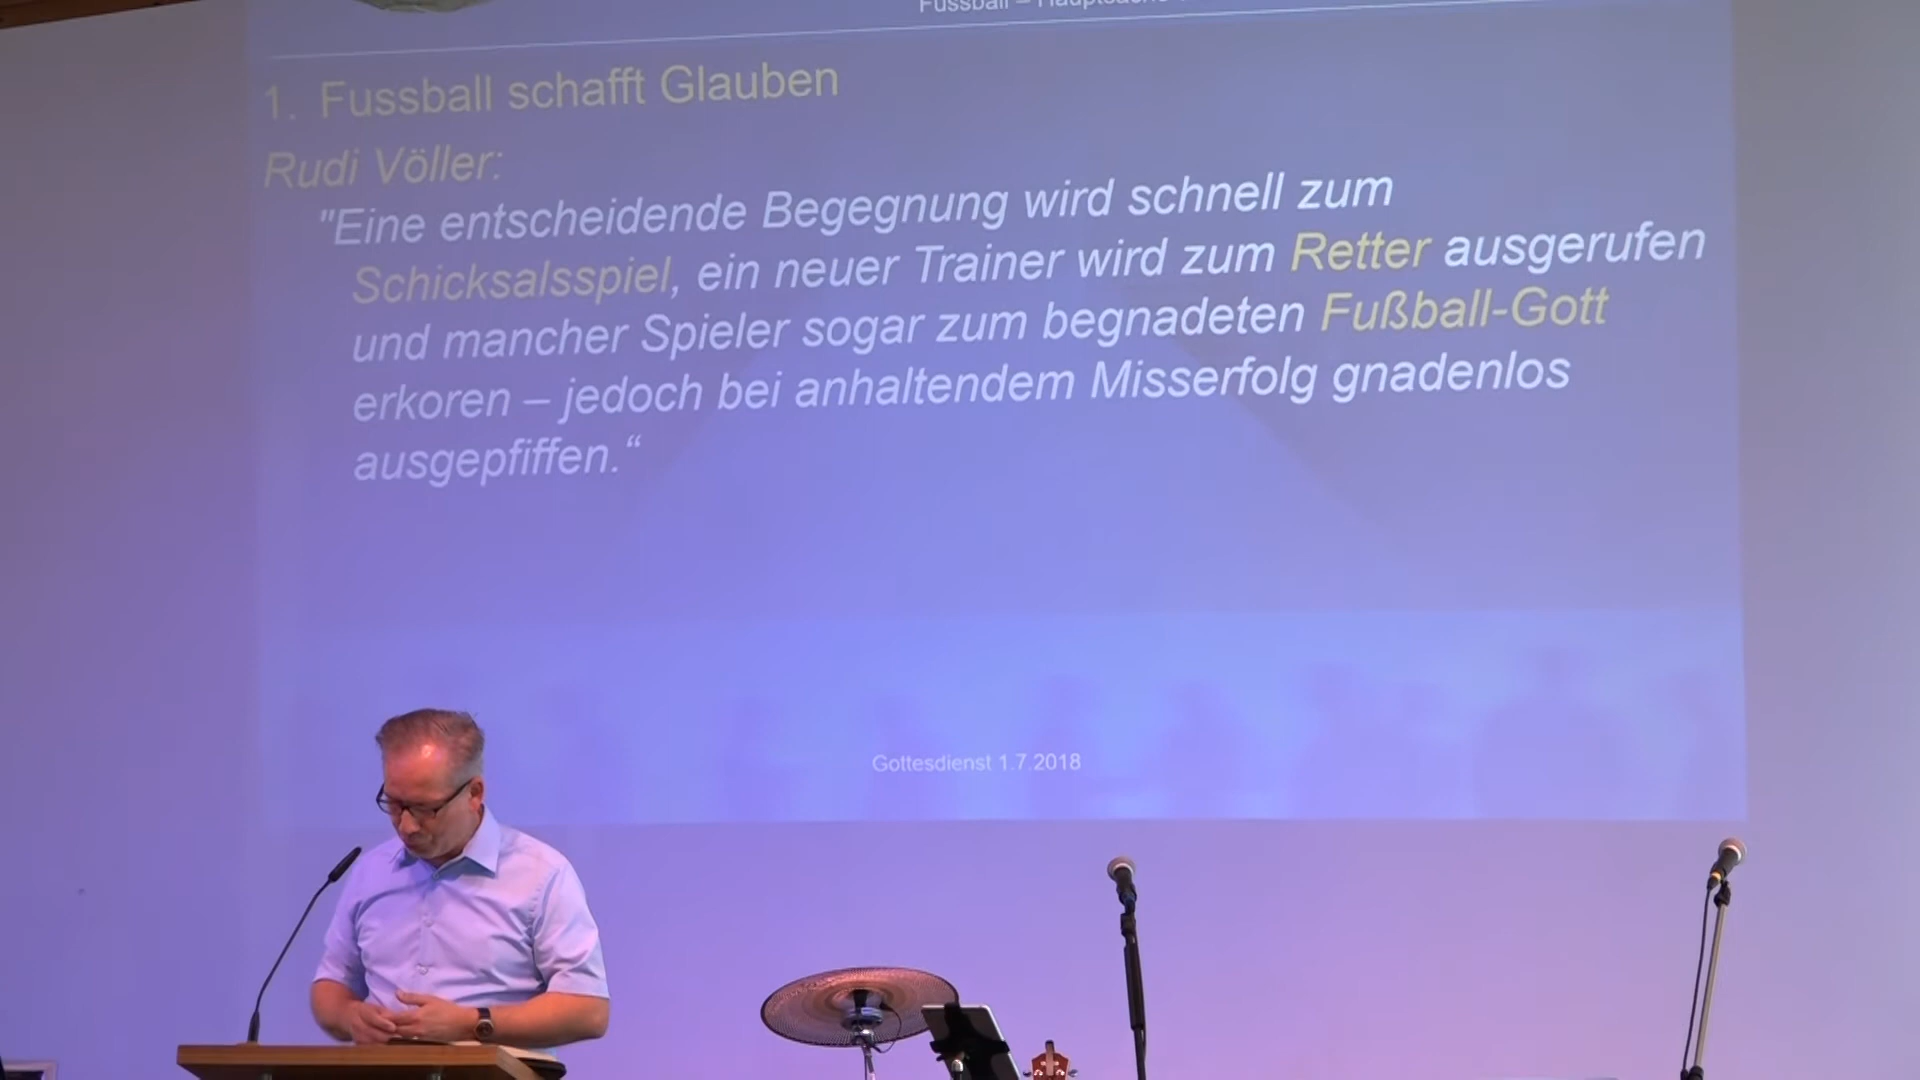 Fussball – Hauptsache
1. Fussball schafft Glauben
Rudi Völler:
"Eine entscheidende Begegnung wird schnell zum
Schicksalsspiel, ein neuer Trainer wird zum Retter ausgerufen
und mancher Spieler sogar zum begnadeten Fußball-Gott
erkoren – jedoch bei anhaltendem Misserfolg gnadenlos
ausgepfiffen.“
Gottesdienst 1.7.2018